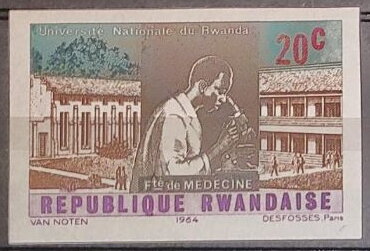 Université Nationale du Rwanda
20c
Fté de MEDECINE
REPUBLIQUE RWANDAISE
VAN NOTEN 1964 DESFOSSES. Paris